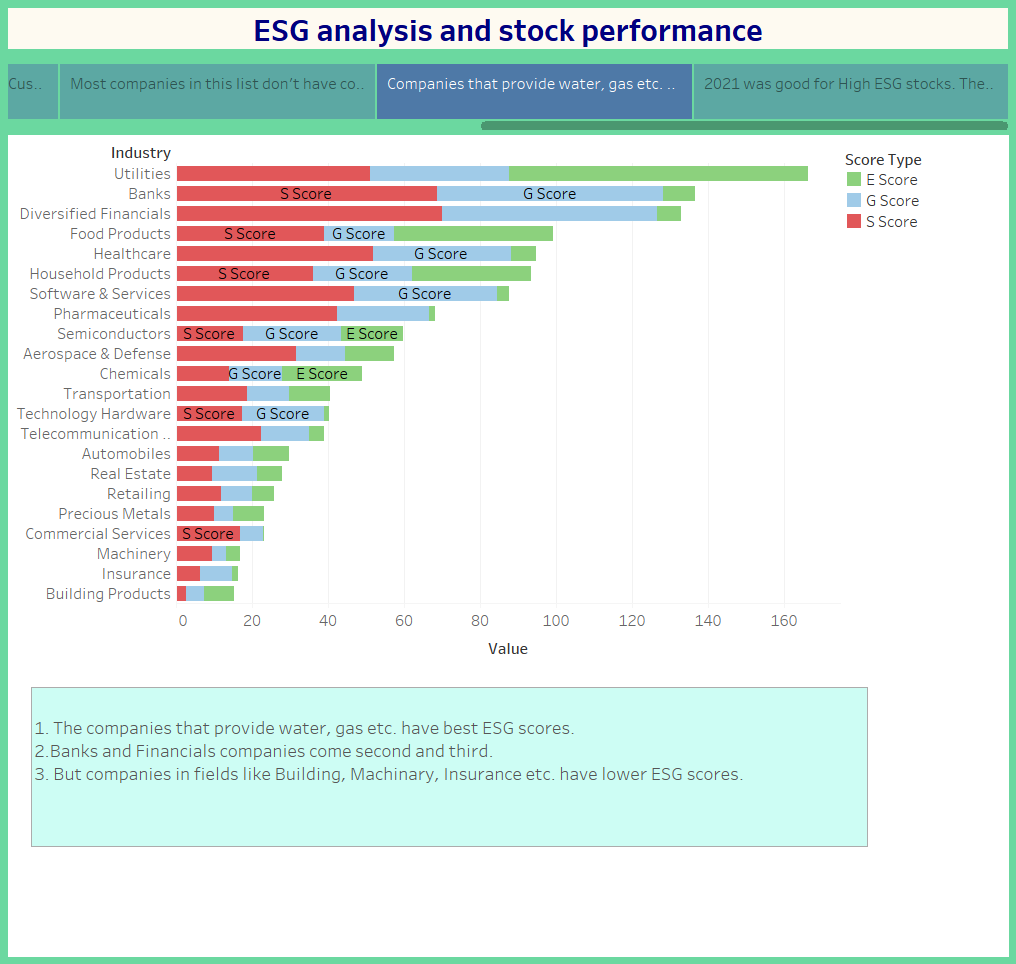 ESG analysis and stock performance
Cus..
Most companies in this list don't have co..
Companies that provide water, gas etc. ..
2021 was good for High ESG stocks. The..
Industry
Utilities
Banks
S Score
G Score
Diversified Financials
Food Products
S Score
G Score
Healthcare
G Score
Household Products
S Score
G Score
Software & Services
G Score
Pharmaceuticals
Semiconductors
S Score
G Score
E Score
Aerospace & Defense
Chemicals
G Score
E Score
Transportation
Technology Hardware
S Score
G Score
Telecommunication ..
Automobiles
Real Estate
Retailing
Precious Metals
Commercial Services
S Score
Machinery
Insurance
Building Products
0 20 40 60 80 100 120 140 160
Value
Score Type
E Score
G Score
S Score
1. The companies that provide water, gas etc. have best ESG scores.
2.Banks and Financials companies come second and third.
3. But companies in fields like Building, Machinary, Insurance etc. have lower ESG scores.